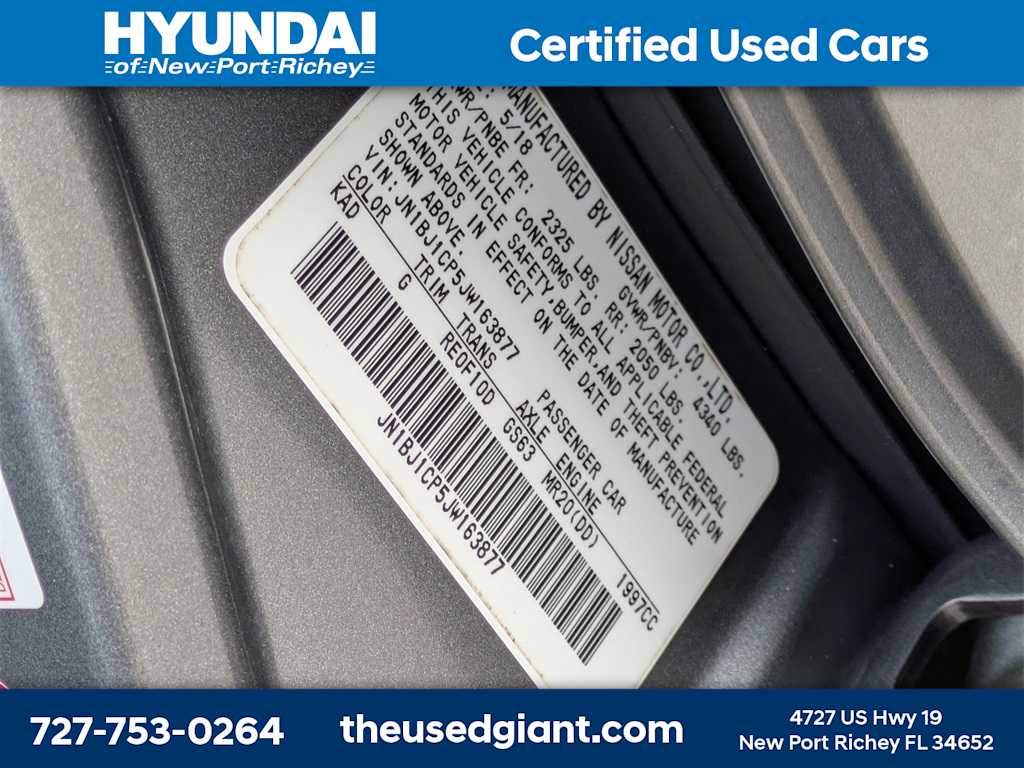 HYUNDAI
of New Port Richey
Certified Used Cars
MANUFACTURED BY NISSAN MOTOR CO.,LTD.
5/18 GVWR/PNBV: 4340 LBS.
FR: 2325 LBS. RR: 2050 LBS.
THIS VEHICLE CONFORMS TO ALL APPLICABLE FEDERAL
MOTOR VEHICLE SAFETY,BUMPER,AND THEFT PREVENTION
STANDARDS IN EFFECT ON THE DATE OF MANUFACTURE
SHOWN ABOVE
VIN: JN1BJ1CP5JW163877 PASSENGER CAR
COLOR TRIM TRANS AXLE ENGINE
KAD G RE0F10D GS63 MR20(DD) 1997CC
JN1BJ1CP5JW163877
727-753-0264
theusedgiant.com
4727 US Hwy 19
New Port Richey FL 34652